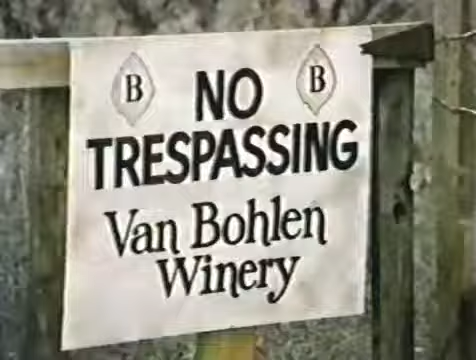 B B
NO
TRESPASSING
Van Bohlen
Winery